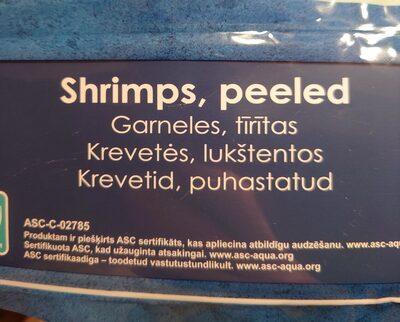 Shrimps, peeled
Garneles, tīrītas
Krevetės, lukštentos
Krevetid, puhastatud
ASC-C-02785
Produktam ir piešķirts ASC sertifikāts, kas apliecina atbildīgu audzēšanu. www.asc-aqua
Sertifikuota ASC, kad užauginta atsakingai. www.asc-aqua.org
ASC sertifikaadiga – toodetud vastutustundlikult. www.asc-aqua.org